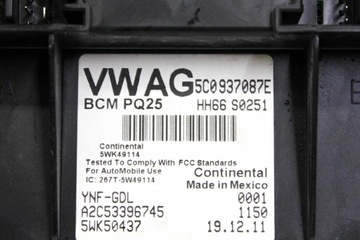 VWAG 5C0937087E
BCM PQ25 HH66 S0251
Continental
5WK49114
Tested To Comply With FCC Standards
For AutoMobile Use
IC: 267T-5W49114
Continental
Made in Mexico
YNF-GDL 0001
A2C53396745 1150
5WK50437 19.12.11